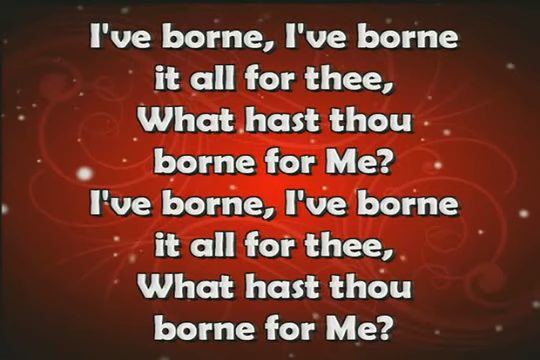 I've borne, I've borne
it all for thee,
What hast thou
borne for Me?
I've borne, I've borne
it all for thee,
What hast thou
borne for Me?